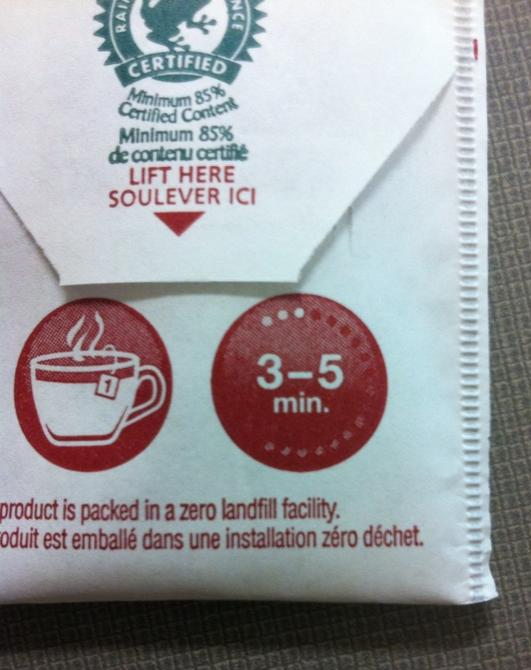 CERTIFIED
Minimum 85%
Certified Content
Minimum 85%
de contenu certifié
LIFT HERE
SOULEVER ICI
1
3–5
min.
product is packed in a zero landfill facility.
oduit est emballé dans une installation zéro déchet.